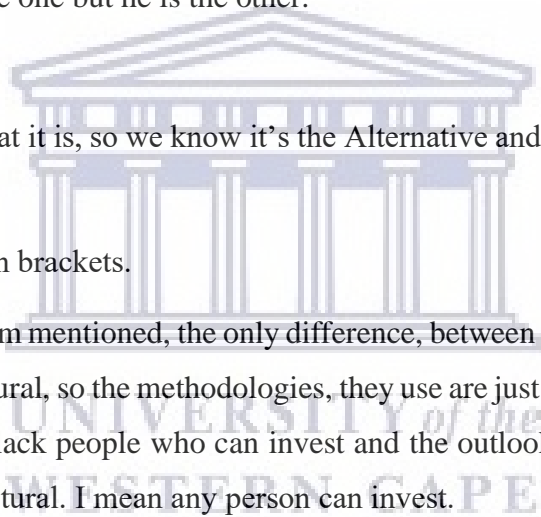 e one but he is the other.
at it is, so we know it's the Alternative and
n brackets.
m mentioned, the only difference, between
ural, so the methodologies, they use are just
UNIVERSITY of the
lack people who can invest and the outlook
WESTERN CAPE
tural. I mean any person can invest.